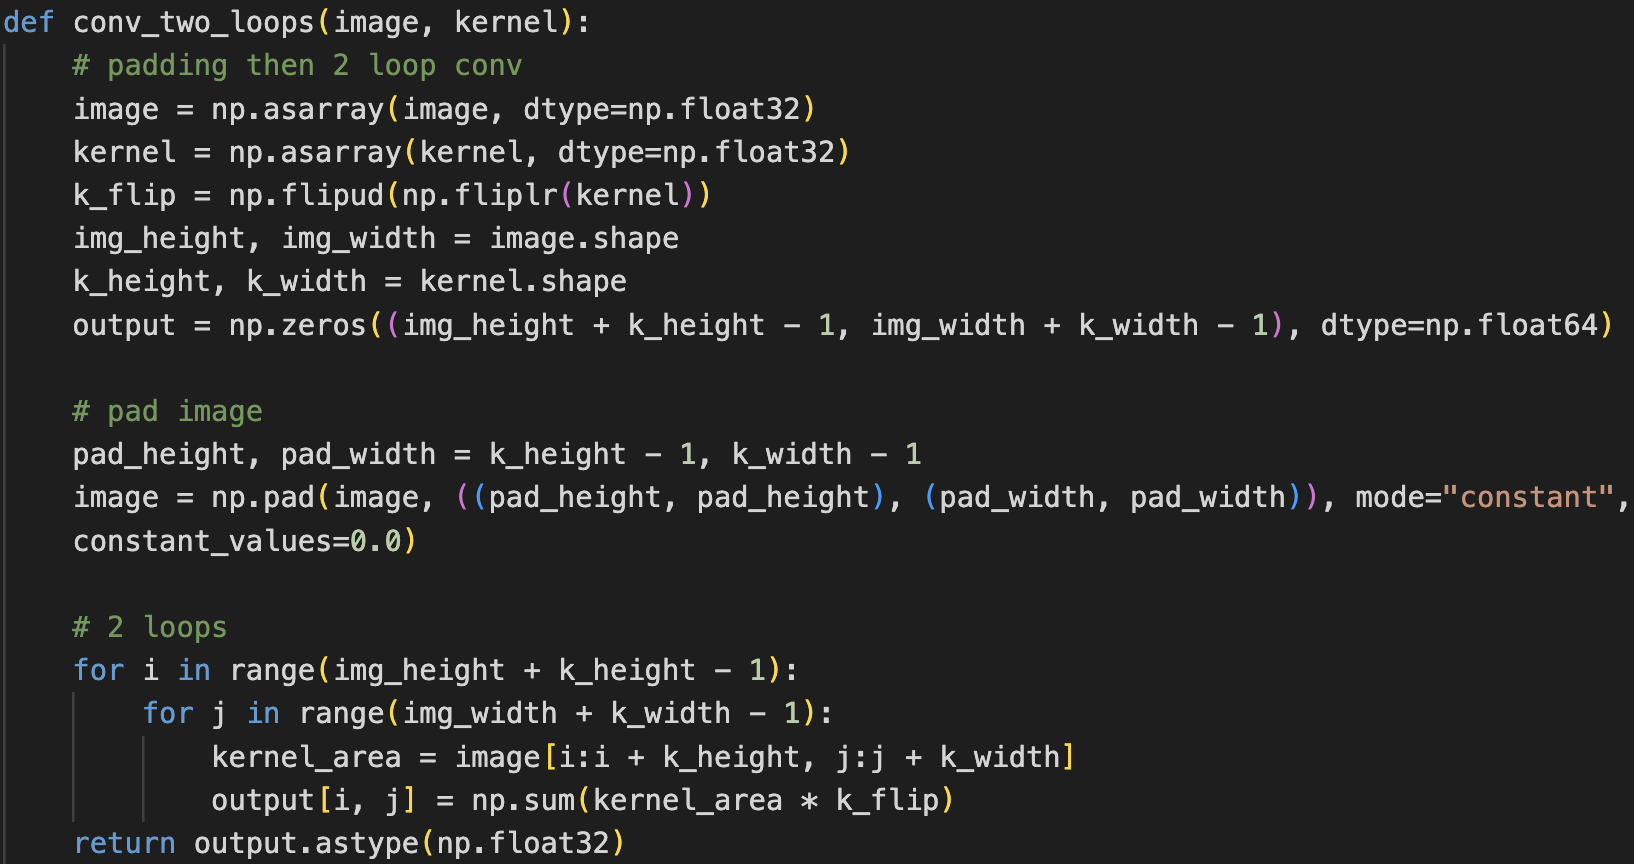 def conv_two_loops(image, kernel):
    # padding then 2 loop conv
    image = np.asarray(image, dtype=np.float32)
    kernel = np.asarray(kernel, dtype=np.float32)
    k_flip = np.flipud(np.fliplr(kernel))
    img_height, img_width = image.shape
    k_height, k_width = kernel.shape
    output = np.zeros((img_height + k_height - 1, img_width + k_width - 1), dtype=np.float64)

    # pad image
    pad_height, pad_width = k_height - 1, k_width - 1
    image = np.pad(image, ((pad_height, pad_height), (pad_width, pad_width)), mode="constant",
    constant_values=0.0)

    # 2 loops
    for i in range(img_height + k_height - 1):
        for j in range(img_width + k_width - 1):
            kernel_area = image[i:i + k_height, j:j + k_width]
            output[i, j] = np.sum(kernel_area * k_flip)
    return output.astype(np.float32)